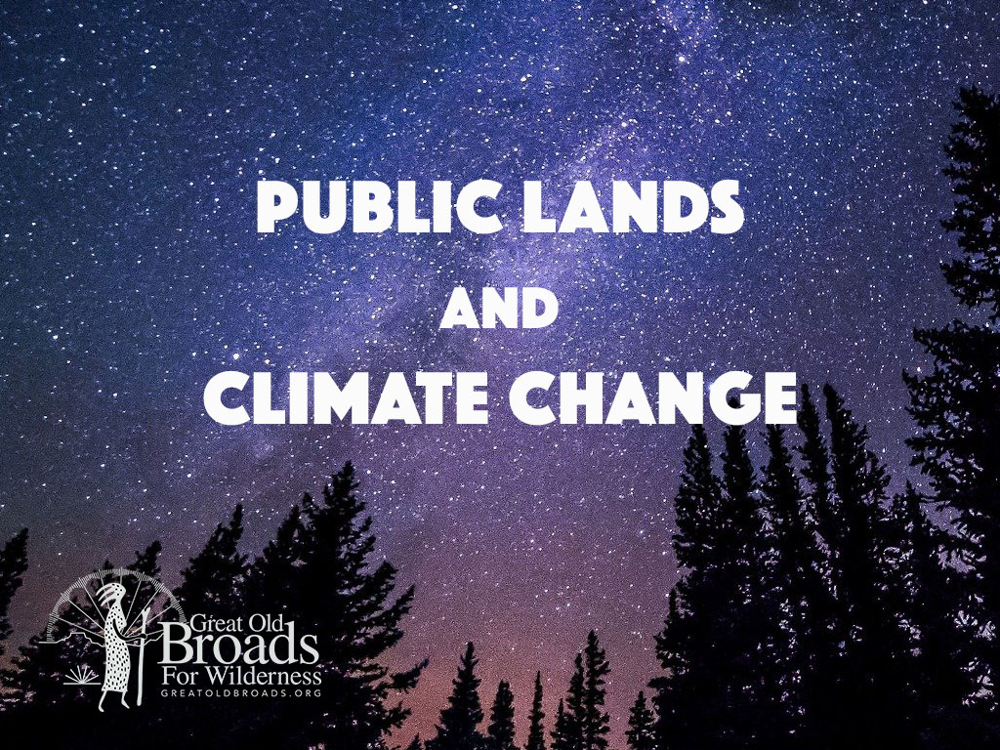 PUBLIC LANDS
AND
CLIMATE CHANGE
Great Old
Broads
For Wilderness
GREATOLDBROADS.ORG